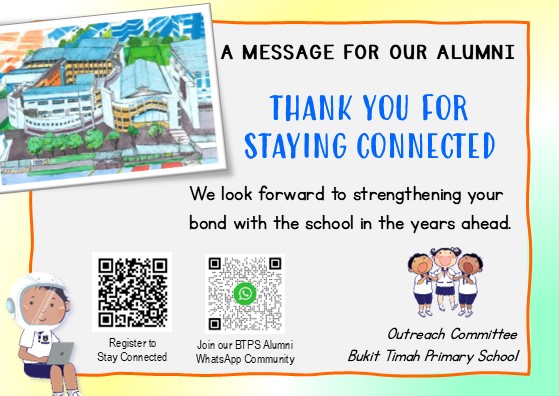 A MESSAGE FOR OUR ALUMNI
THANK YOU FOR
STAYING CONNECTED
We look forward to strengthening your
bond with the school in the years ahead.
Register to
Stay Connected
Join our BTPS Alumni
WhatsApp Community
Outreach Committee
Bukit Timah Primary School